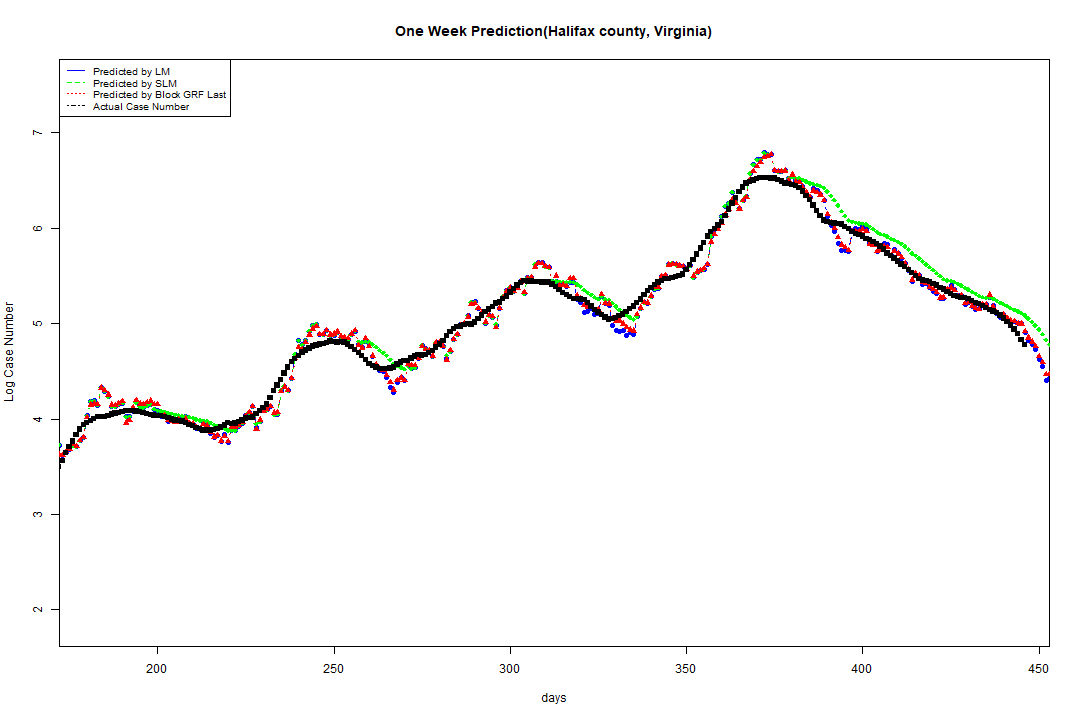 One Week Prediction(Halifax county, Virginia)
Predicted by LM
Predicted by SLM
Predicted by Block GRF Last
Actual Case Number
Log Case Number
7
6
5
4
3
2
200 250 300 350 400 450
days